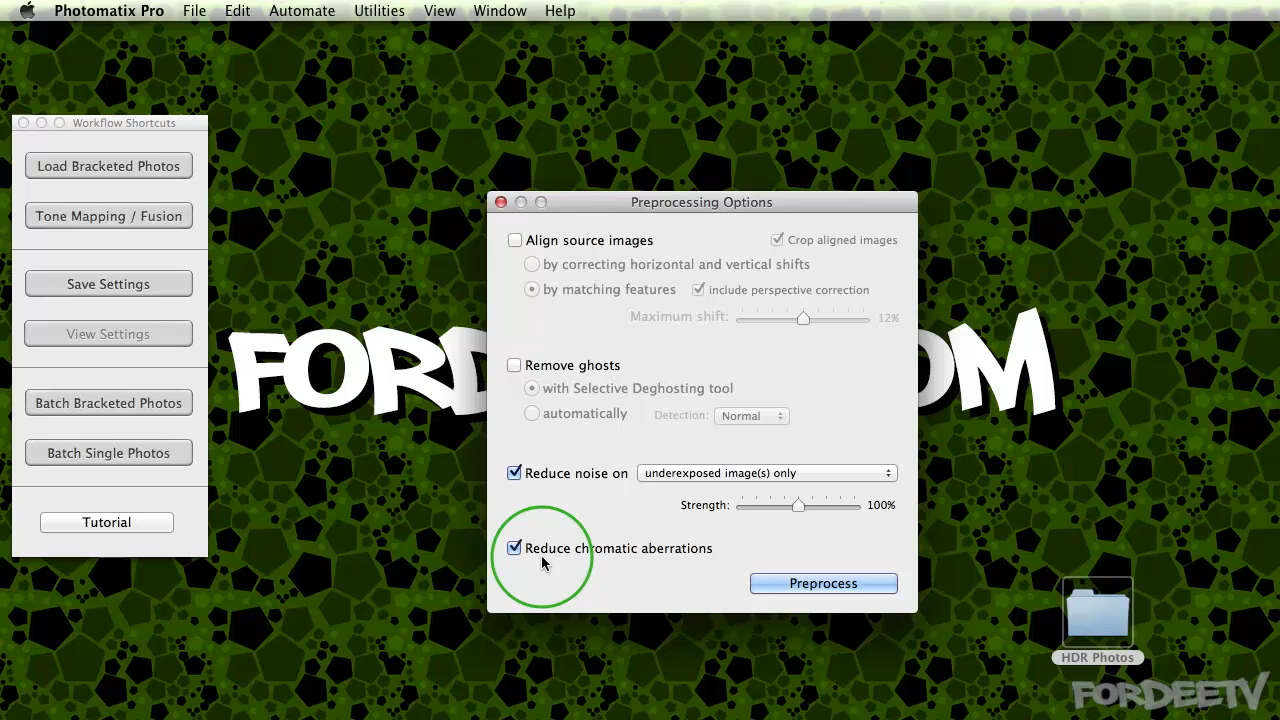 Photomatix Pro File Edit Automate Utilities View Window Help
Workflow Shortcuts
Load Bracketed Photos
Tone Mapping / Fusion
Save Settings
View Settings
Batch Bracketed Photos
Batch Single Photos
Tutorial
Preprocessing Options
Align source images Crop aligned images
by correcting horizontal and vertical shifts
by matching features include perspective correction
Maximum shift: 12%
Remove ghosts
with Selective Deghosting tool
automatically Detection: Normal
Reduce noise on underexposed image(s) only
Strength: 100%
Reduce chromatic aberrations
Preprocess
HDR Photos
FORDEETV